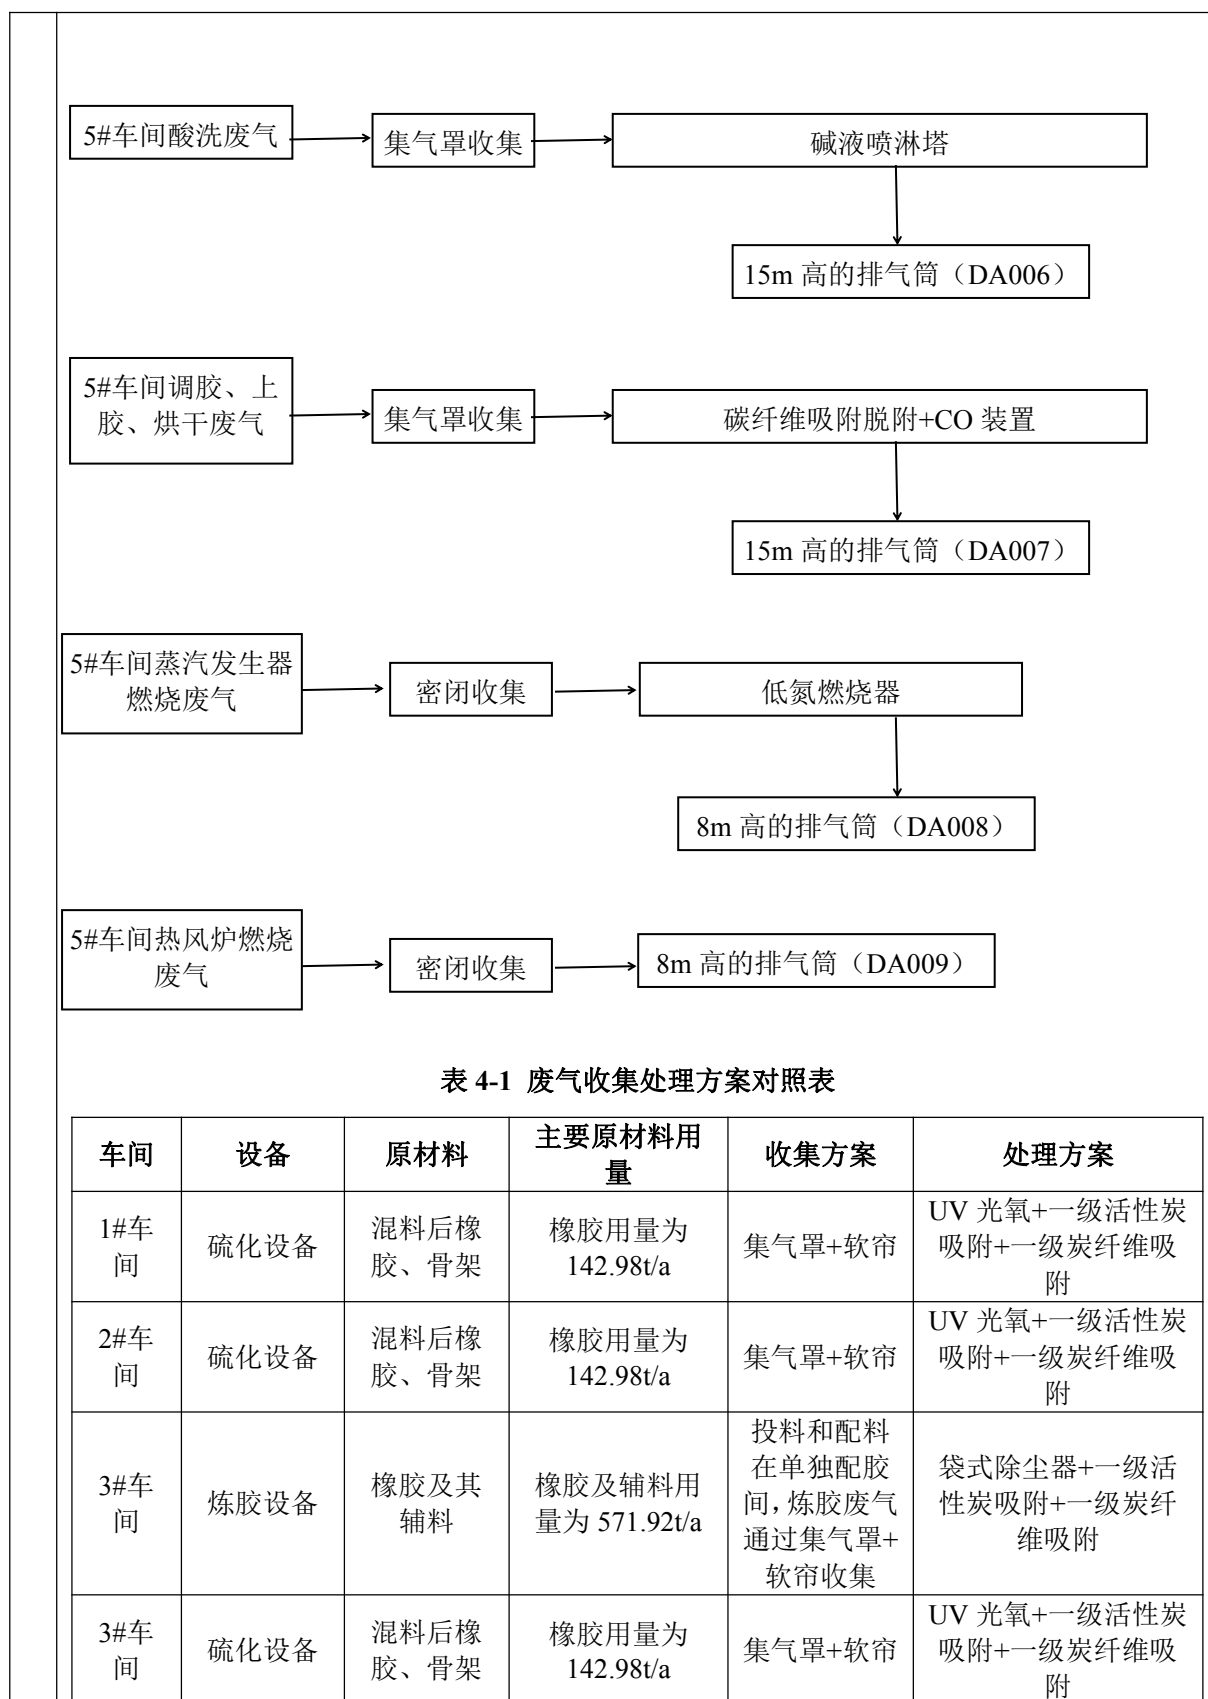 5#车间酸洗废气
集气罩收集
碱液喷淋塔
15m 高的排气筒（DA006）
5#车间调胶、上
胶、烘干废气
集气罩收集
碳纤维吸附脱附+CO 装置
15m 高的排气筒（DA007）
5#车间蒸汽发生器
燃烧废气
密闭收集
低氮燃烧器
8m 高的排气筒（DA008）
5#车间热风炉燃烧
废气
密闭收集
8m 高的排气筒（DA009）
表 4-1 废气收集处理方案对照表
车间
设备
原材料
主要原材料用
量
收集方案
处理方案
1#车
间
硫化设备
混料后橡
胶、骨架
橡胶用量为
142.98t/a
集气罩+软帘
UV 光氧+一级活性炭
吸附+一级炭纤维吸
附
2#车
间
硫化设备
混料后橡
胶、骨架
橡胶用量为
142.98t/a
集气罩+软帘
UV 光氧+一级活性炭
吸附+一级炭纤维吸
附
3#车
间
炼胶设备
橡胶及其
辅料
橡胶及辅料用
量为 571.92t/a
投料和配料
在单独配胶
间，炼胶废气
通过集气罩+
软帘收集
袋式除尘器+一级活
性炭吸附+一级炭纤
维吸附
3#车
间
硫化设备
混料后橡
胶、骨架
橡胶用量为
142.98t/a
集气罩+软帘
UV 光氧+一级活性炭
吸附+一级炭纤维吸
附